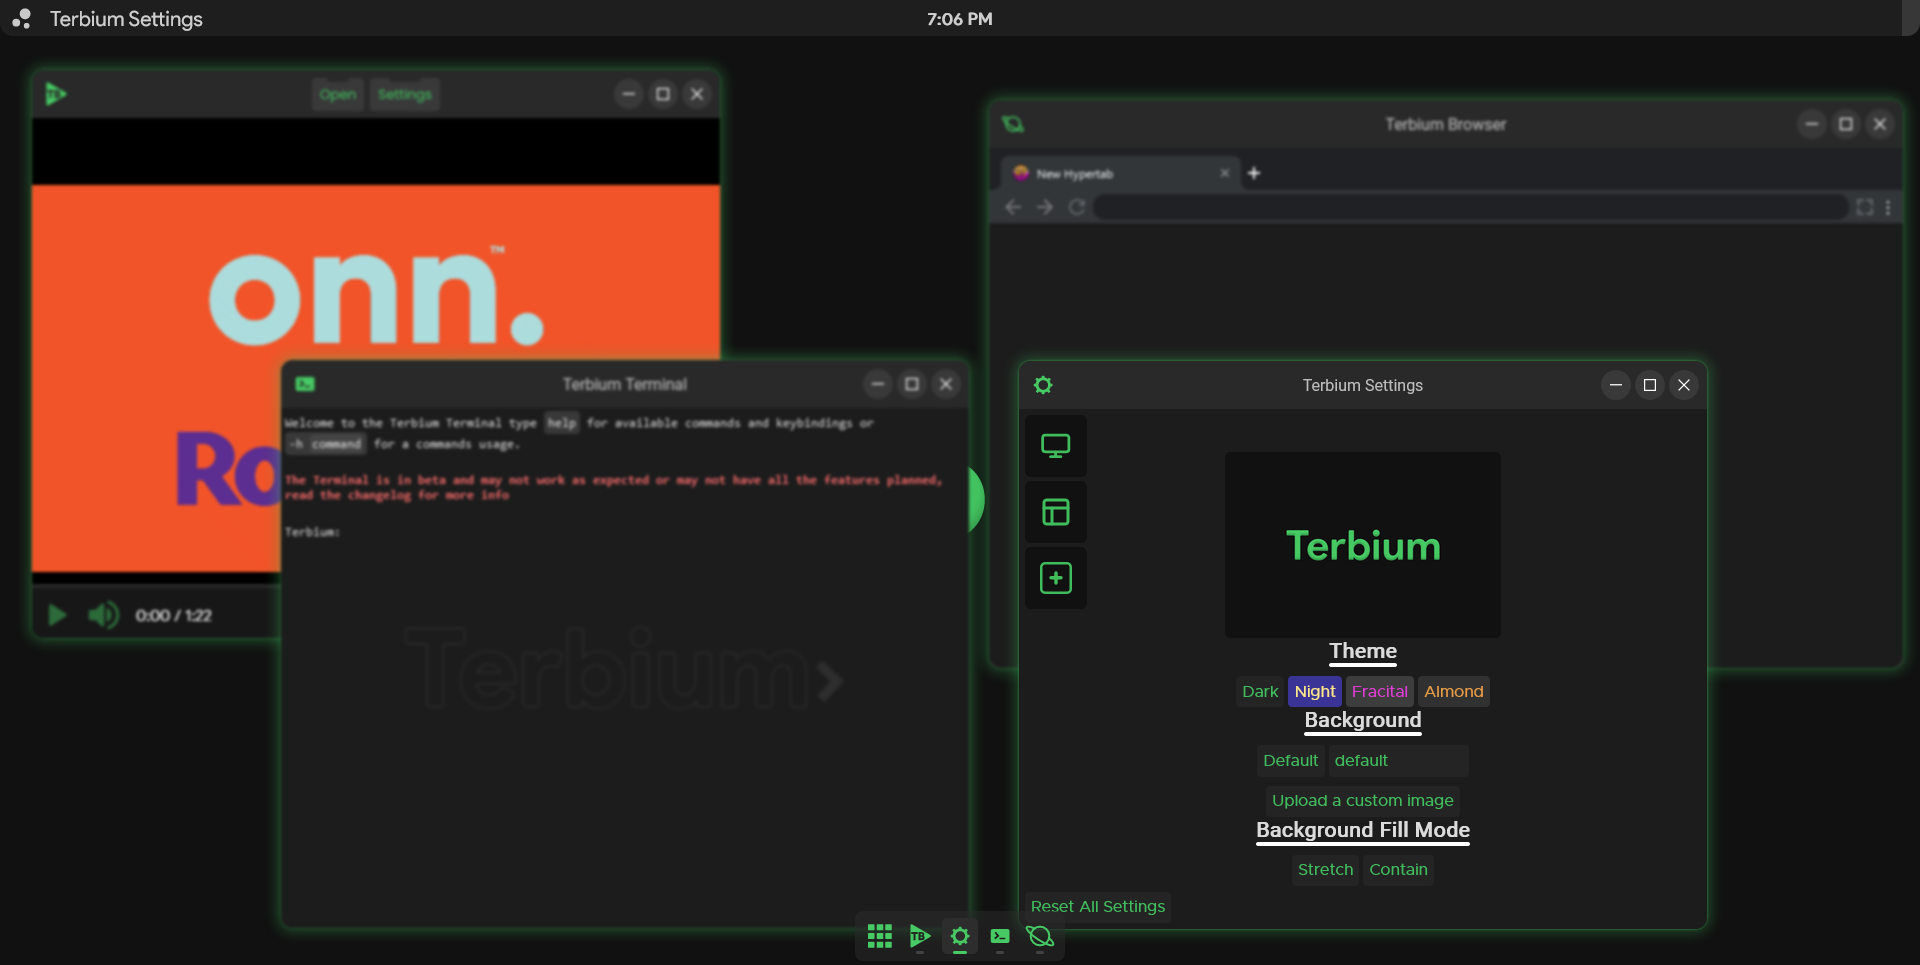 Terbium Settings
7:06 PM
TB
Open
Settings
onn.™
Ro
0:00 / 1:22
Terbium Browser
New Hypertab
Terbium Terminal
Welcome to the Terbium Terminal type help for available commands and keybindings or
-h command for a commands usage.
The Terminal is in beta and may not work as expected or may not have all the features planned,
read the changelog for more info
Terbium:
Terbium>
Terbium Settings
Terbium
Theme
Dark Night Fracital Almond
Background
Default default
Upload a custom image
Background Fill Mode
Stretch Contain
Reset All Settings
TB